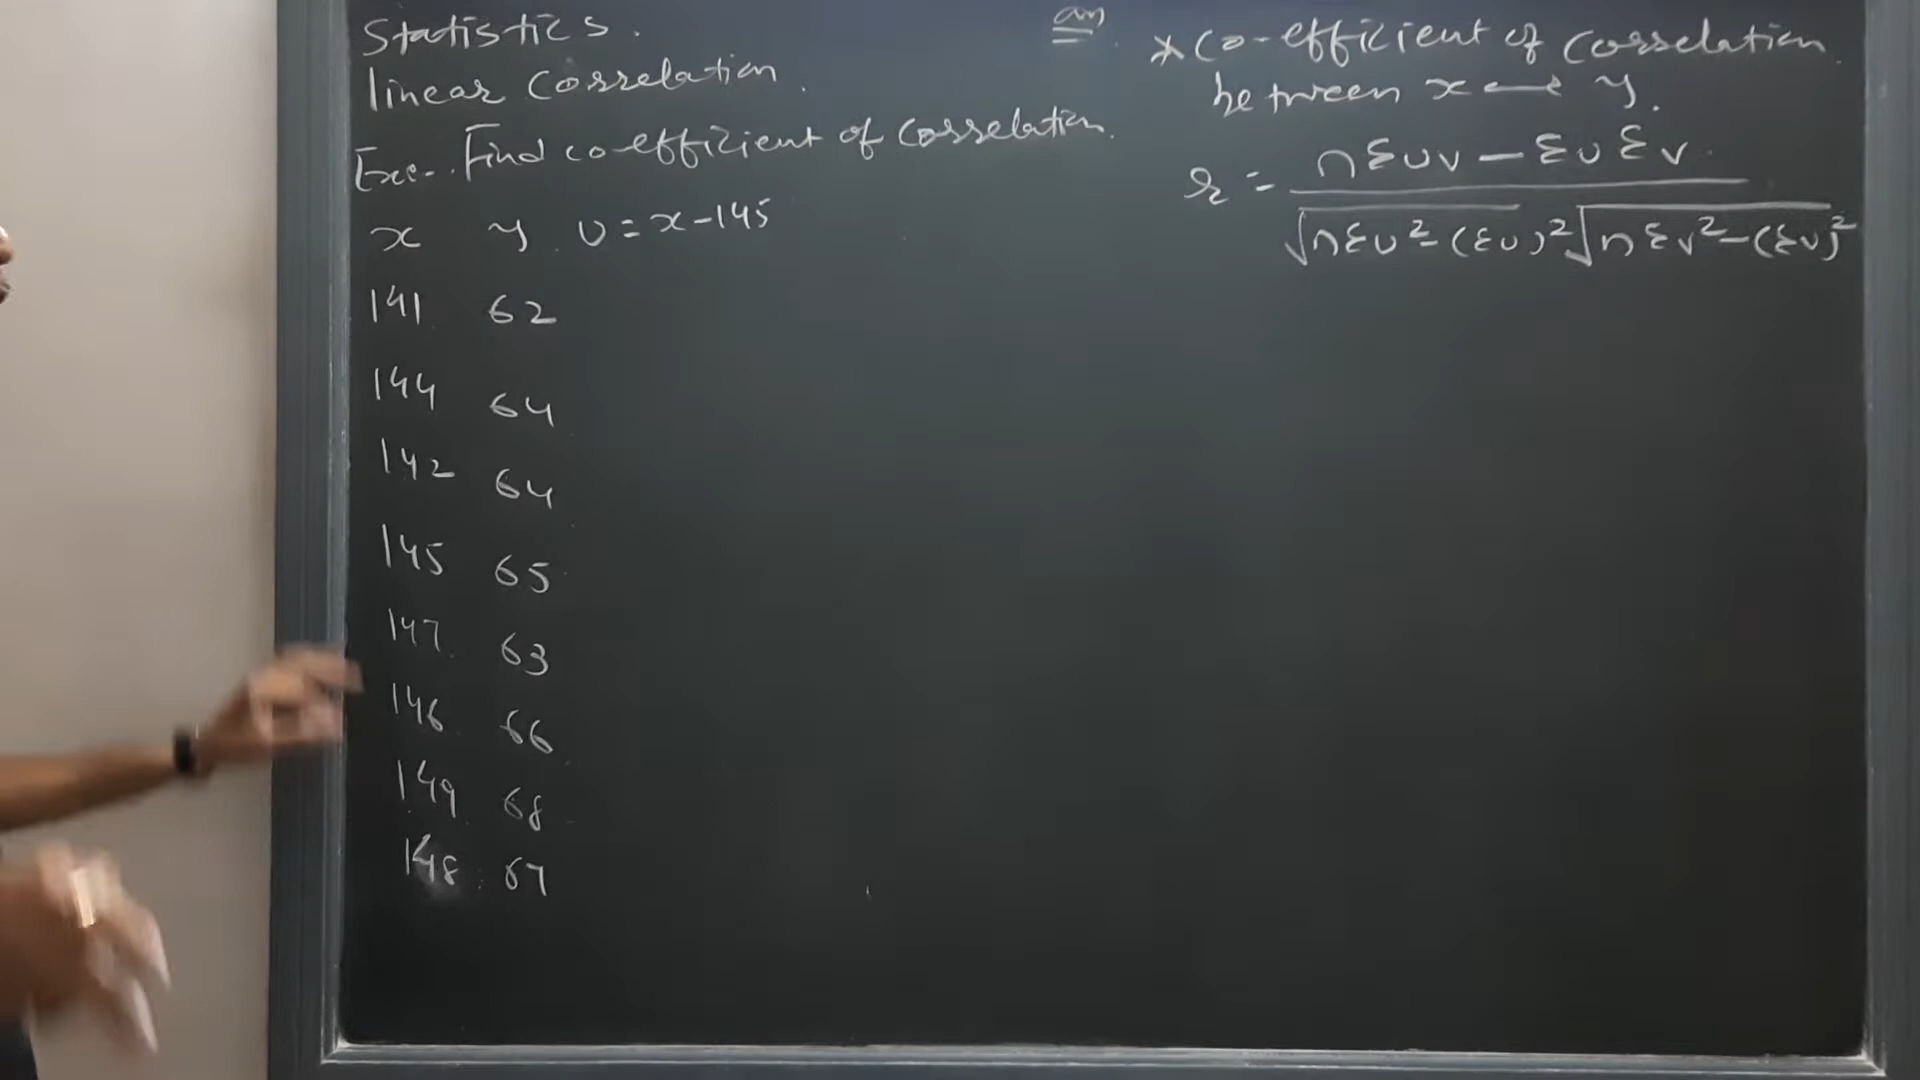 Statistics.
linear Correlation.
Exe-. Find co-efficient of correlation.
x y u = x-145
141 62
144 64
142 64
145 65
147 63
146 66
149 68
148 67
* Co-efficient of Correlation
between x ↔ y.
r = nΣuv - Σu Σv
√nΣu² - (Σu)² √nΣv² - (Σv)²